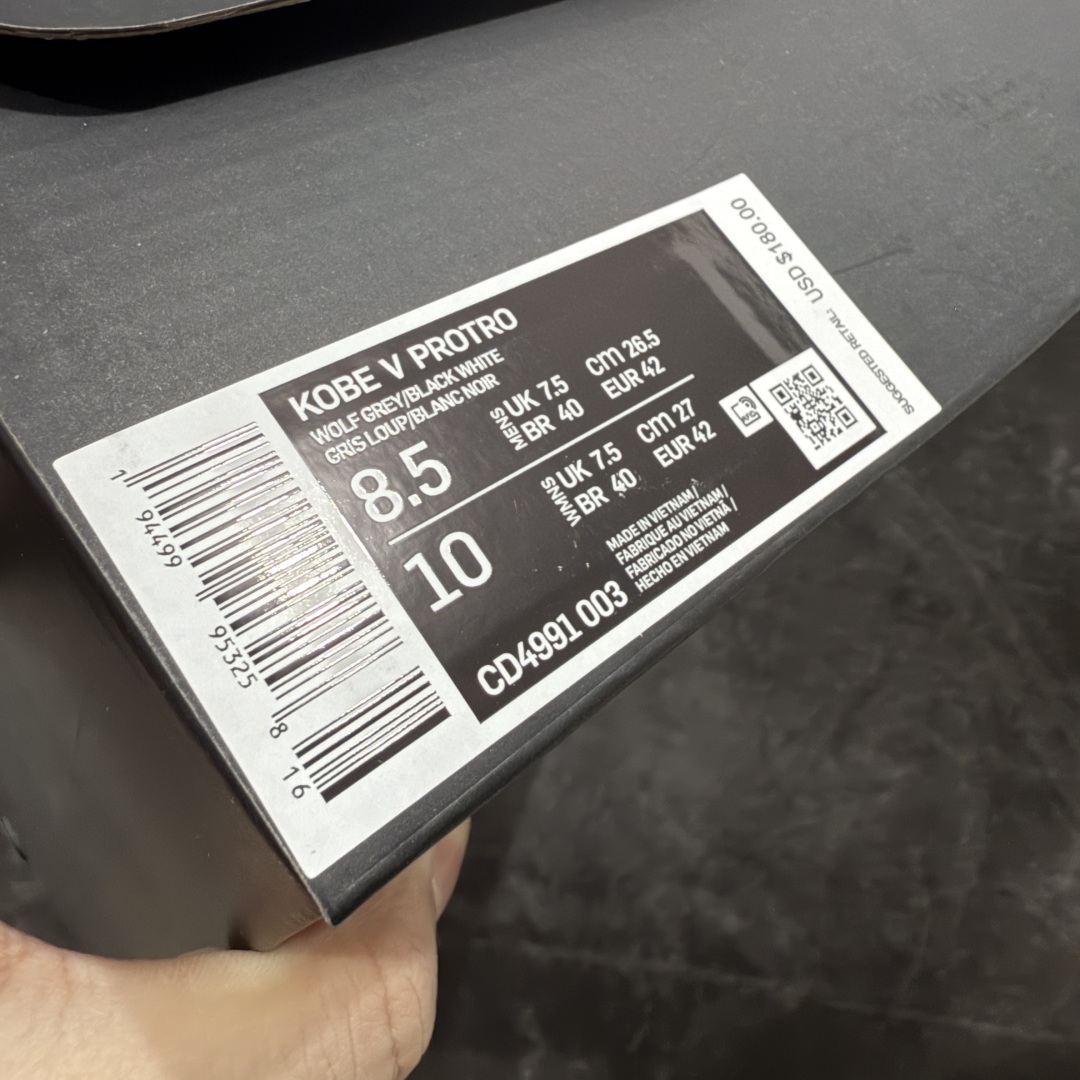 KOBE V PROTRO
WOLF GREY/BLACK WHITE
GRIS LOUP/BLANC NOIR
8.5
MENS
UK 7.5
cm 26.5
BR 40
EUR 42
10
WMNS
UK 7.5
cm 27
BR 40
EUR 42
MADE IN VIETNAM /
FABRIQUE AU VIETNAM /
FABRICADO NO VIETNÃ /
HECHO EN VIETNAM
CD4991 003
SUGGESTED RETAIL: USD $180.00
1 94499 95325 8 16